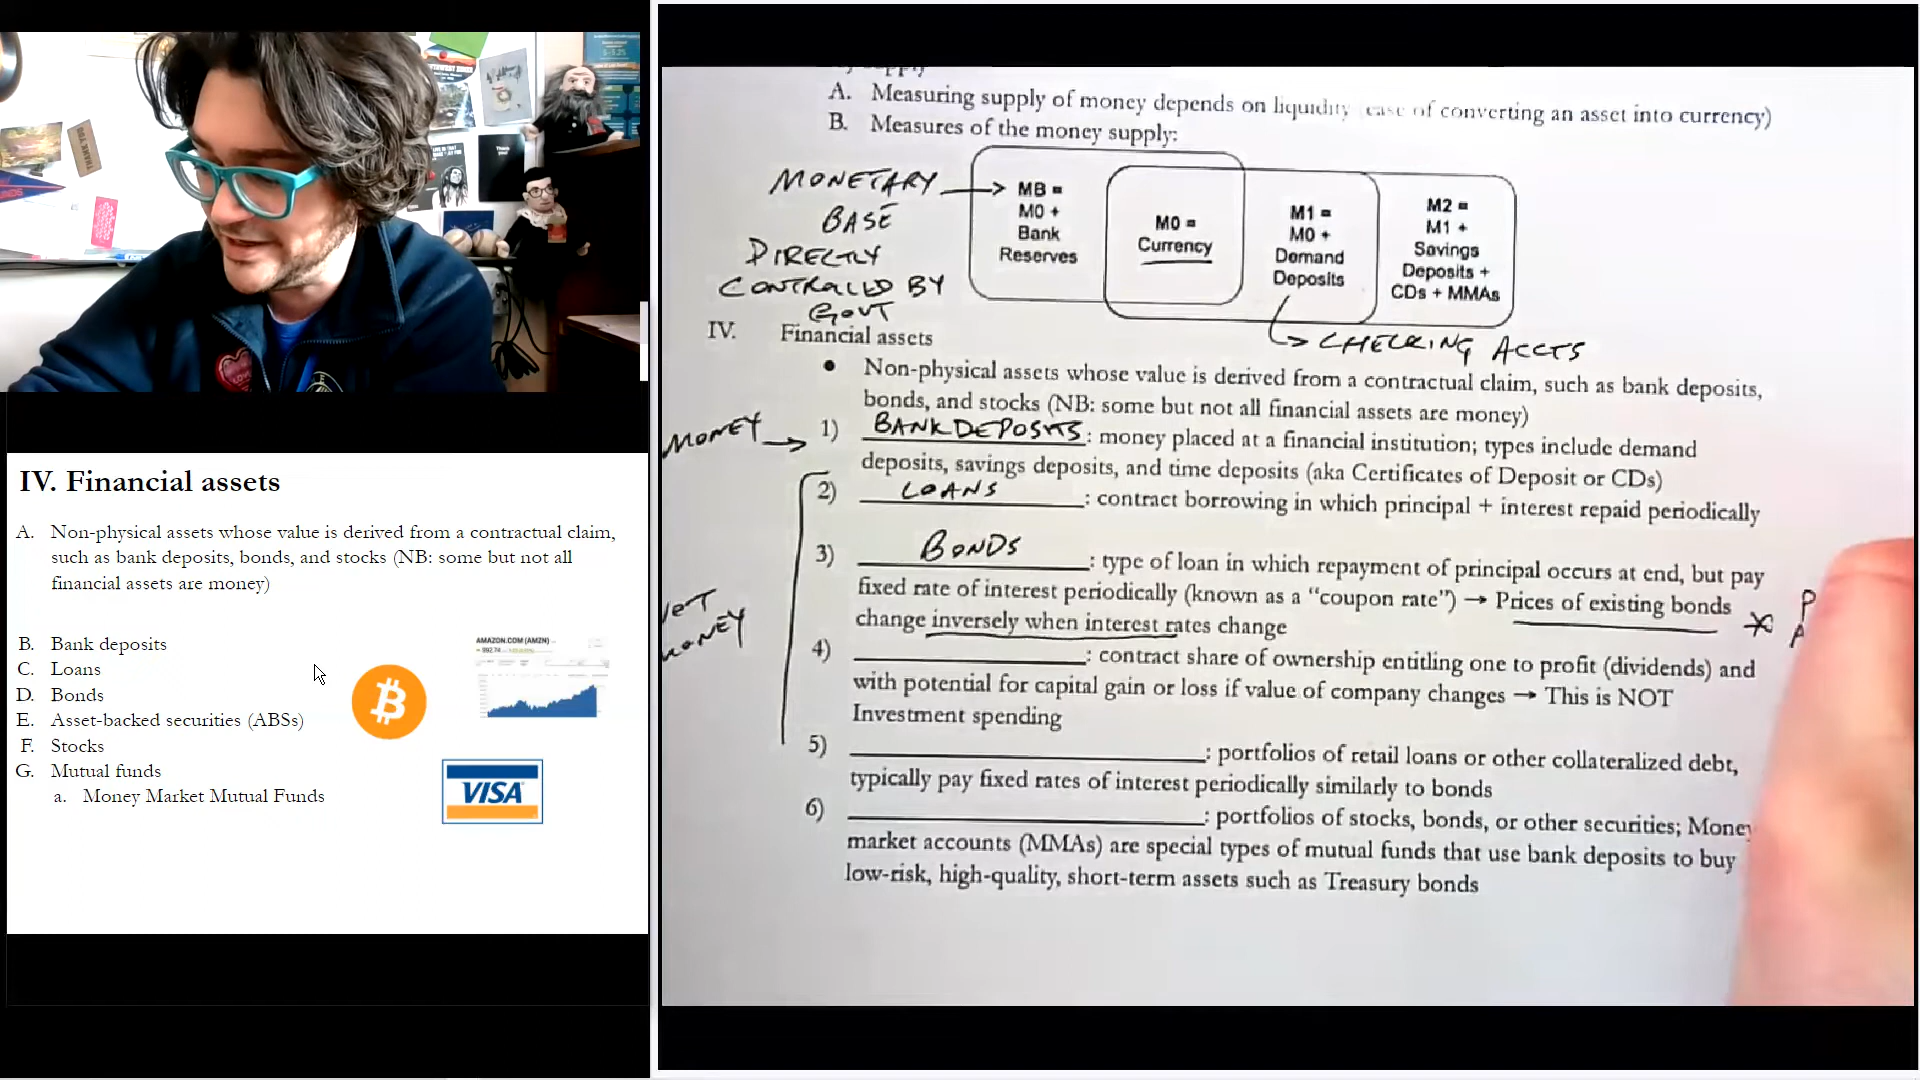 IV. Financial assets
A. Non-physical assets whose value is derived from a contractual claim,
such as bank deposits, bonds, and stocks (NB: some but not all
financial assets are money)
B. Bank deposits
C. Loans
D. Bonds
E. Asset-backed securities (ABSs)
F. Stocks
G. Mutual funds
a. Money Market Mutual Funds
AMAZON.COM (AMZN)
VISA
A. Measuring supply of money depends on liquidity (ease of converting an asset into currency)
B. Measures of the money supply:
MONETARY
BASE
DIRECTLY
CONTROLLED BY
GOVT
MB =
M0 +
Bank
Reserves
M0 =
Currency
M1 =
M0 +
Demand
Deposits
M2 =
M1 +
Savings
Deposits +
CDs + MMAs
CHECKING ACCTS
IV. Financial assets
• Non-physical assets whose value is derived from a contractual claim, such as bank deposits,
bonds, and stocks (NB: some but not all financial assets are money)
MONEY
1) BANK DEPOSITS: money placed at a financial institution; types include demand
deposits, savings deposits, and time deposits (aka Certificates of Deposit or CDs)
2) LOANS: contract borrowing in which principal + interest repaid periodically
3) BONDS: type of loan in which repayment of principal occurs at end, but pay
fixed rate of interest periodically (known as a "coupon rate") → Prices of existing bonds
change inversely when interest rates change
4) : contract share of ownership entitling one to profit (dividends) and
with potential for capital gain or loss if value of company changes → This is NOT
Investment spending
5) : portfolios of retail loans or other collateralized debt,
typically pay fixed rates of interest periodically similarly to bonds
6) : portfolios of stocks, bonds, or other securities; Money
market accounts (MMAs) are special types of mutual funds that use bank deposits to buy
low-risk, high-quality, short-term assets such as Treasury bonds